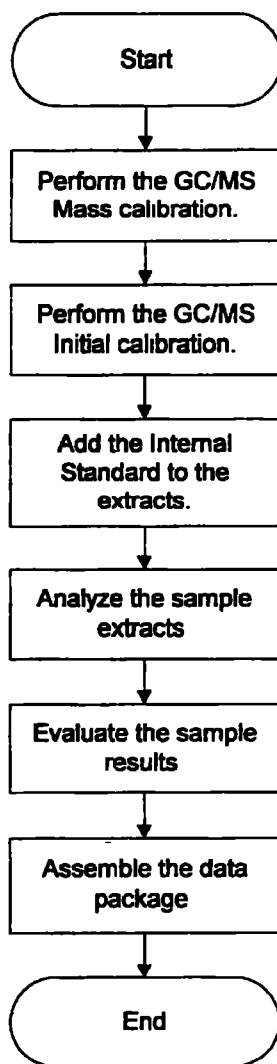 Start
Perform the GC/MS
Mass calibration.
Perform the GC/MS
Initial calibration.
Add the Internal
Standard to the
extracts.
Analyze the sample
extracts
Evaluate the sample
results
Assemble the data
package
End